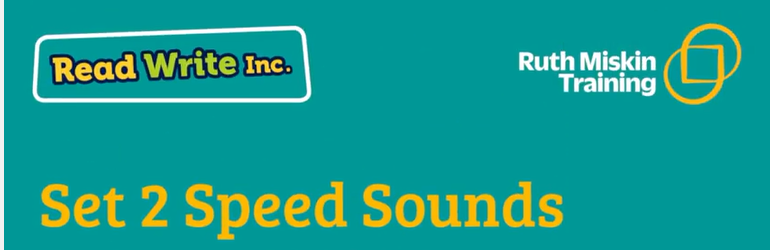 Read Write Inc.
Ruth Miskin
Training
Set 2 Speed Sounds